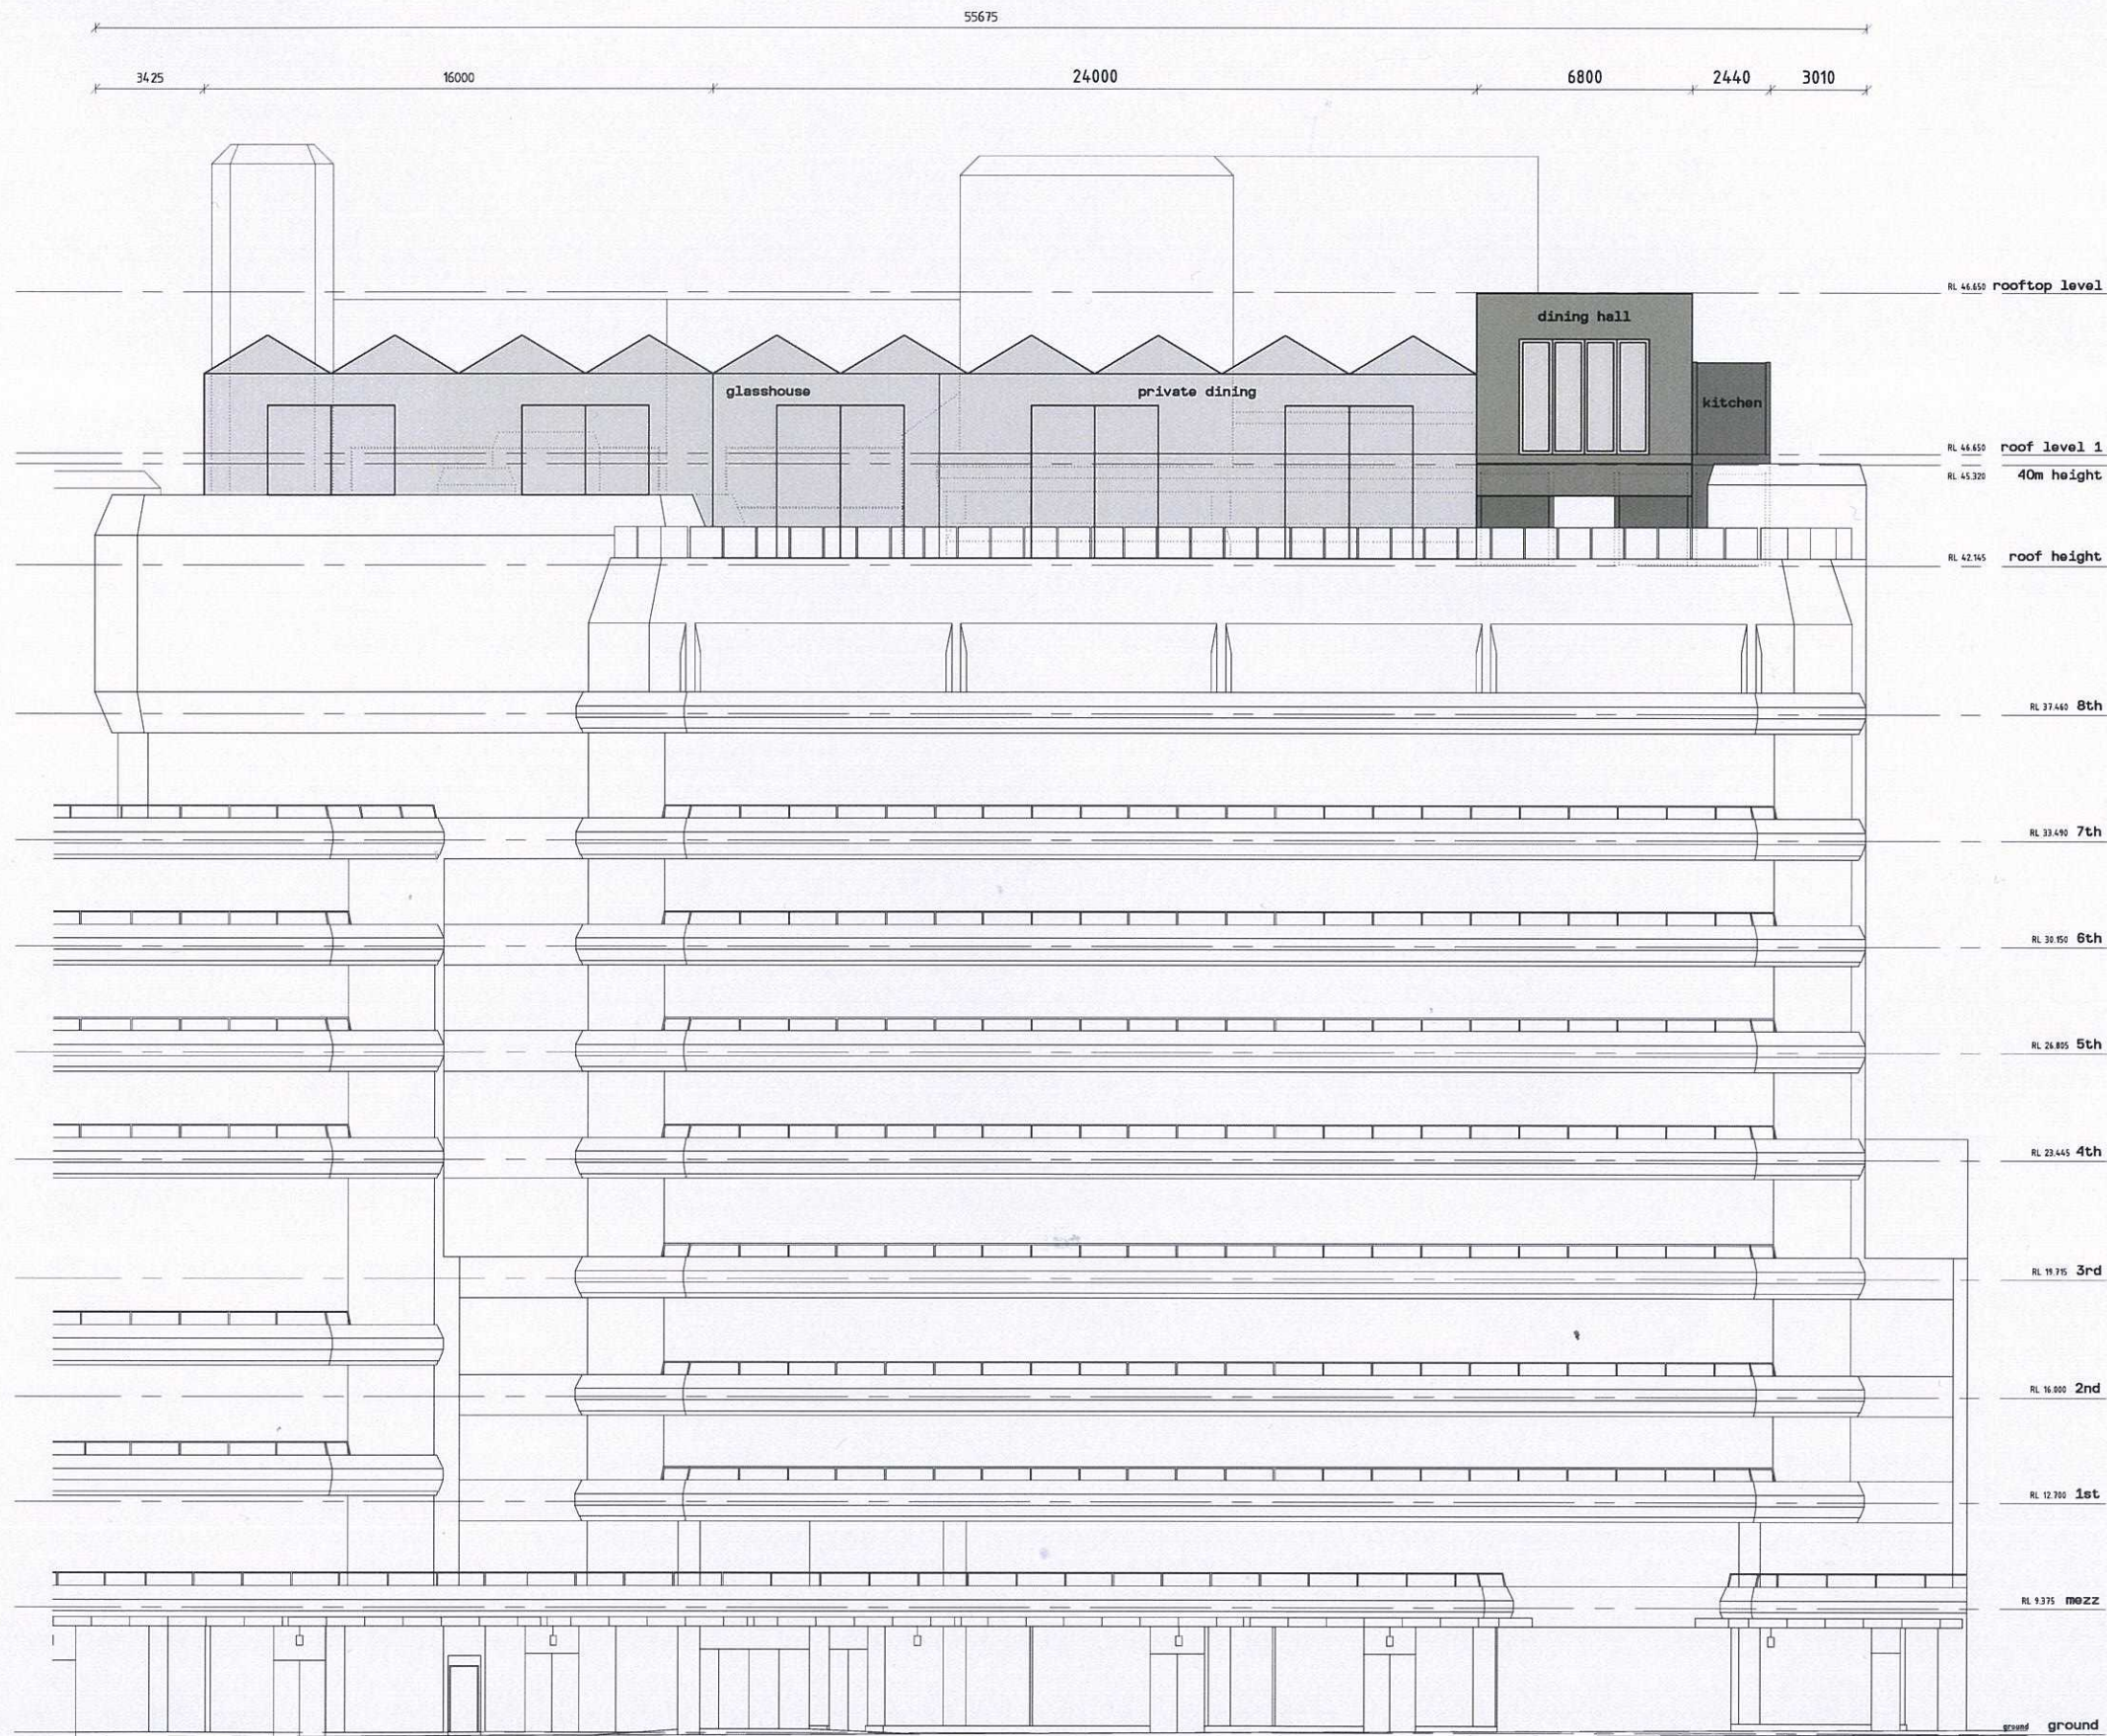 55675
3425 16000 24000 6800 2440 3010
RL 46.650 rooftop level
dining hall
glasshouse
private dining
kitchen
RL 46.650 roof level 1
RL 45.320 40m height
RL 42.145 roof height
RL 37.460 8th
RL 33.490 7th
RL 30.150 6th
RL 26.805 5th
RL 23.445 4th
RL 19.715 3rd
RL 16.000 2nd
RL 12.700 1st
RL 9.375 mezz
ground ground